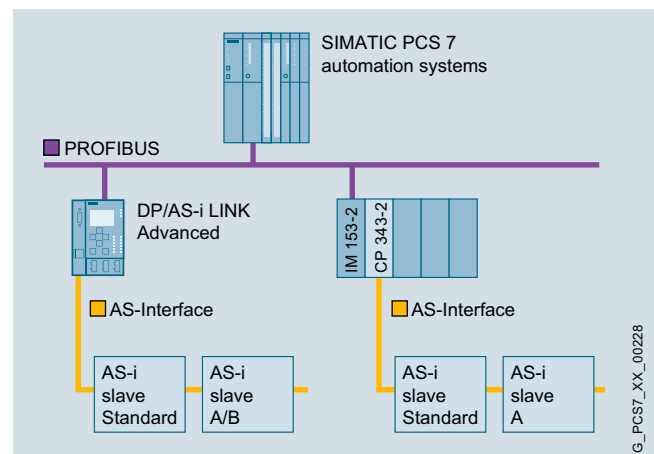 SIMATIC PCS 7
automation systems
PROFIBUS
DP/AS-i LINK
Advanced
IM 153-2
CP 343-2
AS-Interface
AS-Interface
AS-i
slave
Standard
AS-i
slave
A/B
AS-i
slave
Standard
AS-i
slave
A
G_PCS7_XX_00228